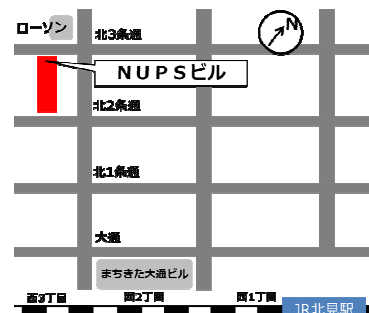 ローソン
北3条通
N
NUPSビル
北2条通
北1条通
大通
まちきた大通ビル
西3丁目
西2丁目
西1丁目
JR北見駅